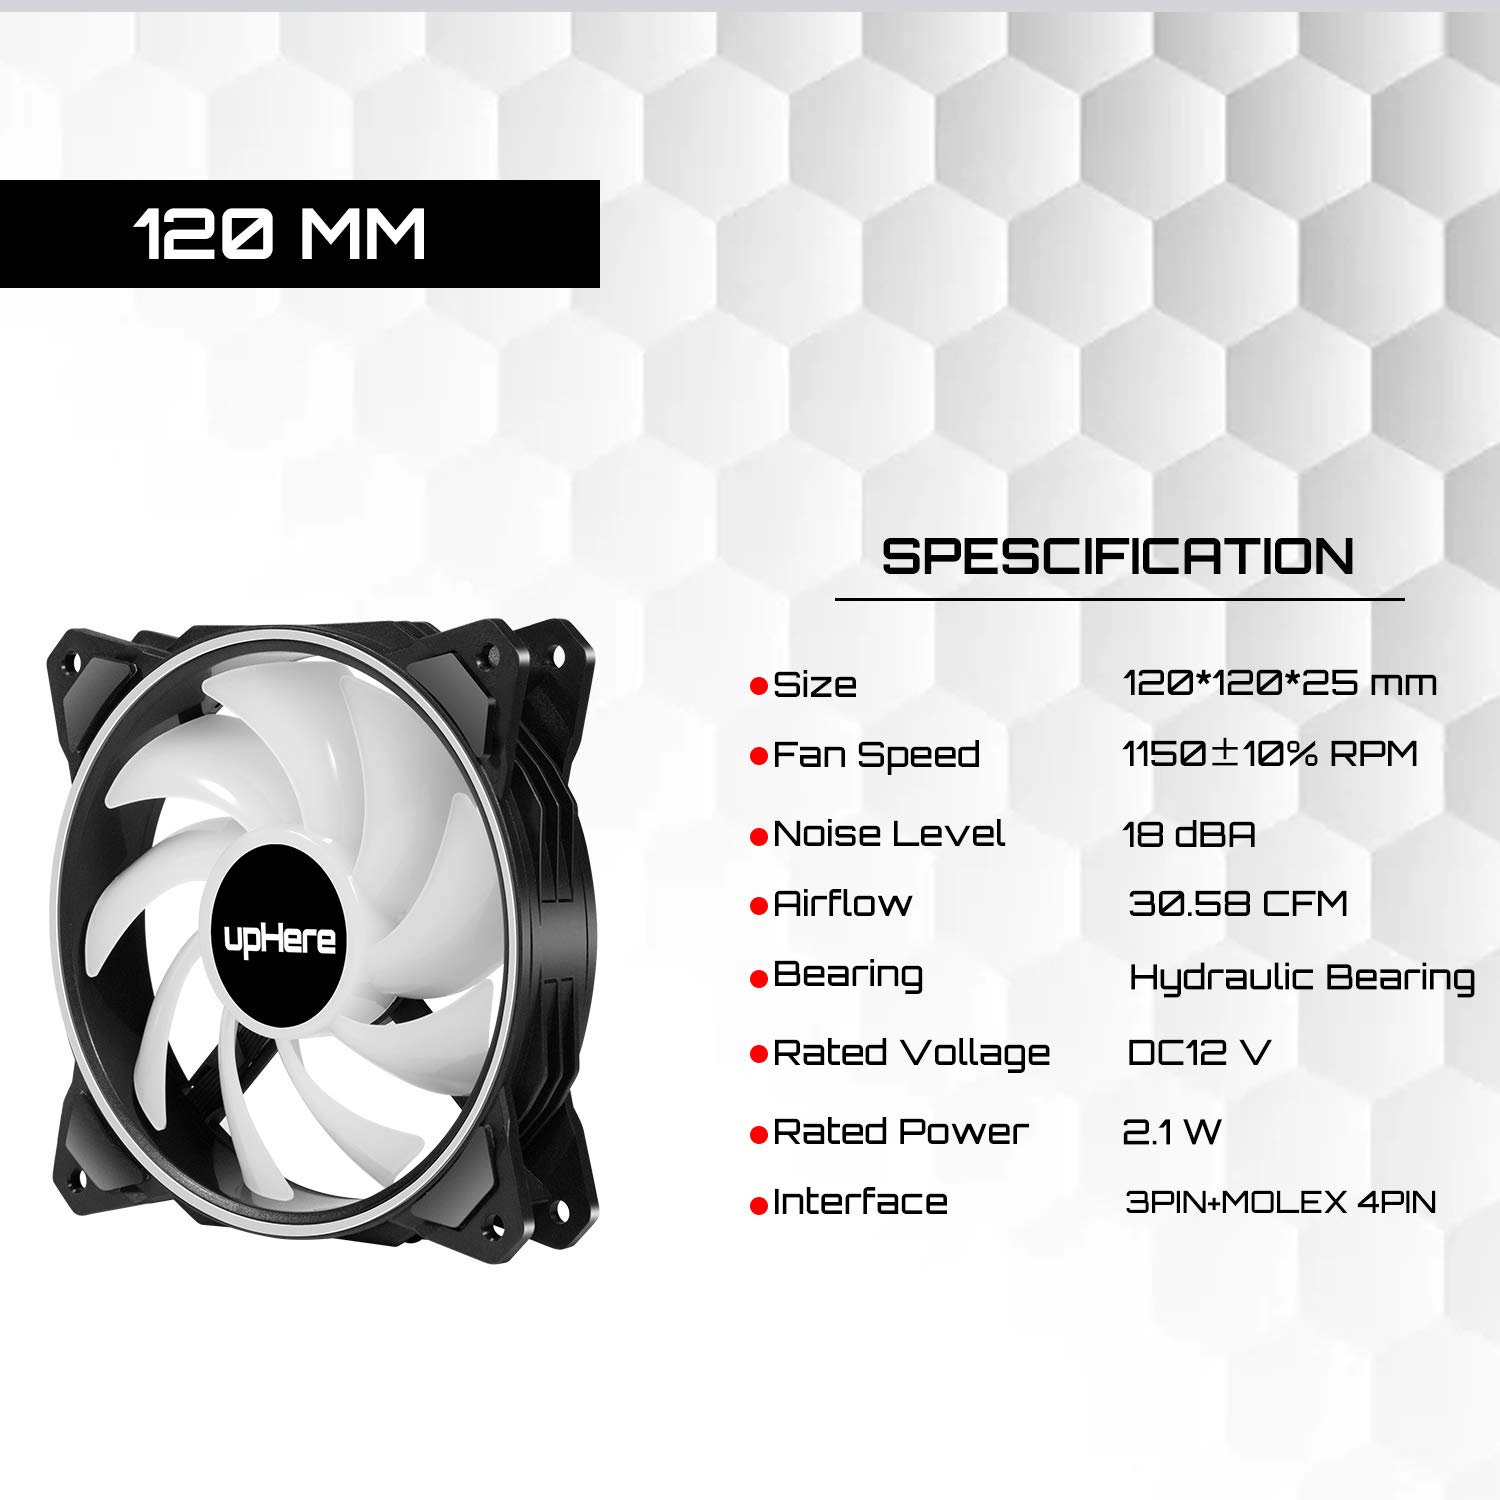 120 MM
SPESCIFICATION
Size 120*120*25 mm
Fan Speed 1150±10% RPM
Noise Level 18 dBA
Airflow 30.58 CFM
upHere
Bearing Hydraulic Bearing
Rated Vollage DC12 V
Rated Power 2.1 W
Interface 3PIN+MOLEX 4PIN